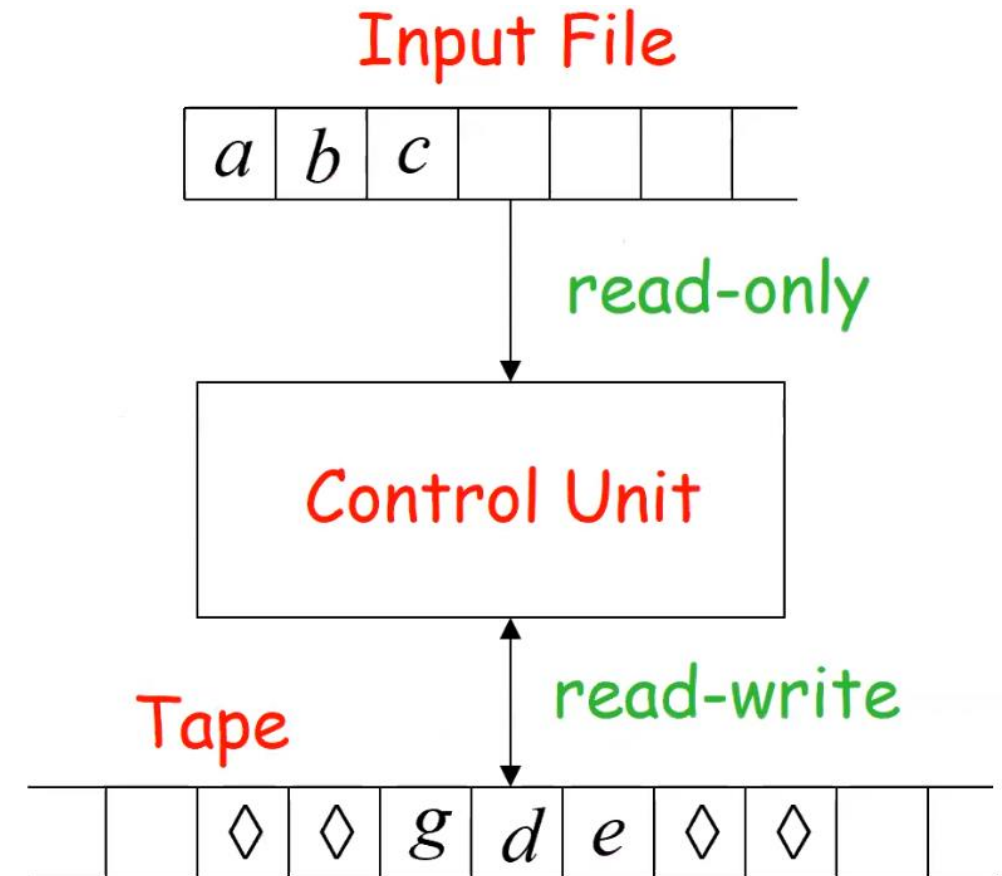 Input File
a b c
read-only
Control Unit
read-write
Tape
◊ ◊ g d e ◊ ◊